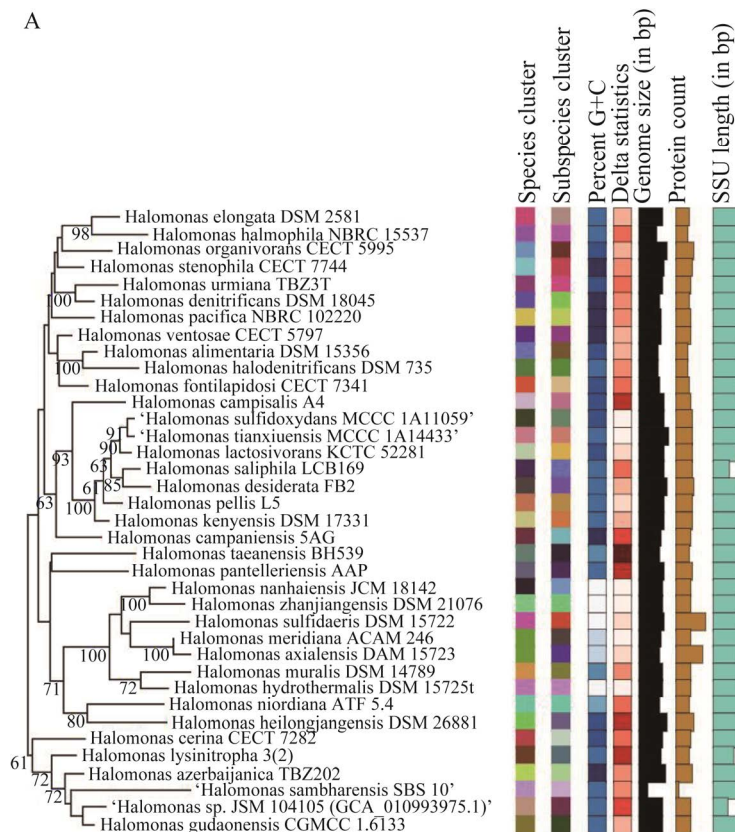 A
Species cluster
Subspecies cluster
Percent G+C
Delta statistics
Genome size (in bp)
Protein count
SSU length (in bp)
Halomonas elongata DSM 2581
98
Halomonas halmophila NBRC 15537
Halomonas organivorans CECT 5995
Halomonas stenophila CECT 7744
Halomonas urmiana TBZ3T
00
Halomonas denitrificans DSM 18045
Halomonas pacifica NBRC 102220
Halomonas ventosae CECT 5797
Halomonas alimentaria DSM 15356
100
Halomonas halodenitrificans DSM 735
Halomonas fontilapidosi CECT 7341
Halomonas campisalis A4
'Halomonas sulfidoxydans MCCC 1A11059'
91
'Halomonas tianxiuensis MCCC 1A14433'
90
Halomonas lactosivorans KCTC 52281
93
63
Halomonas saliphila LCB169
61
85
Halomonas desiderata FB2
63
100
Halomonas pellis L5
Halomonas kenyensis DSM 17331
Halomonas campaniensis 5AG
Halomonas taeanensis BH539
Halomonas pantelleriensis AAP
Halomonas nanhaiensis JCM 18142
100
Halomonas zhanjiangensis DSM 21076
Halomonas sulfidaeris DSM 15722
Halomonas meridiana ACAM 246
100
100
Halomonas axialensis DAM 15723
Halomonas muralis DSM 14789
71
72
Halomonas hydrothermalis DSM 15725t
Halomonas niordiana ATF 5.4
80
Halomonas heilongjangensis DSM 26881
Halomonas cerina CECT 7282
61
Halomonas lysinitropha 3(2)
72
Halomonas azerbaijanica TBZ202
72
'Halomonas sambharensis SBS 10'
'Halomonas sp. JSM 104105 (GCA_010993975.1)'
Halomonas gudaonensis CGMCC 1.6133